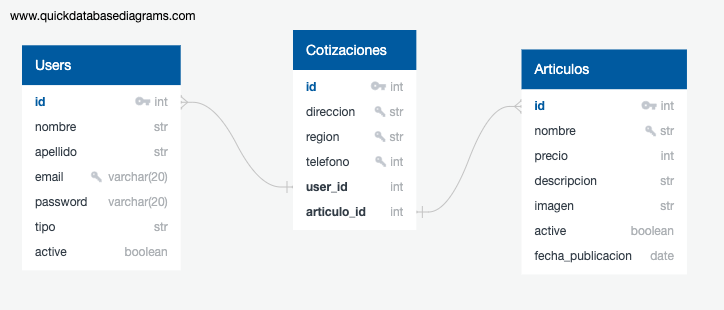 www.quickdatabasediagrams.com
Users
id int
nombre str
apellido str
email varchar(20)
password varchar(20)
tipo str
active boolean
Cotizaciones
id int
direccion str
region str
telefono int
user_id int
articulo_id int
Articulos
id int
nombre str
precio int
descripcion str
imagen str
active boolean
fecha_publicacion date